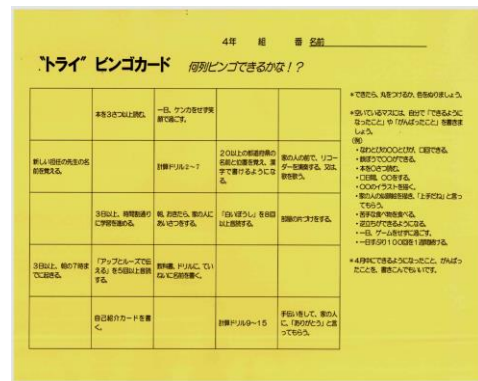 4年　組　番 名前
“トライ” ビンゴカード　何列ビンゴできるかな！？
本を3さつ以上読む。
一日、ケンカをせず笑
顔で過ごす。
新しい担任の先生の名
前を覚える。
計算ドリル2～7
20以上の都道府県の
名前と位置を覚え、漢
字で書けるようにな
る。
家の人の前で、リコー
ダーを演奏する。又は、
歌を歌う。
3日以上、時間割通り
に学習を進める。
朝、おきたら、家の人に
あいさつをする。
「白いぼうし」を8回
以上音読する。
部屋の片づけをする。
3日以上、朝の7時ま
でに起きる。
「アップとルーズで伝
える」を5回以上音読
する。
教科書、ドリルに、てい
ねいに名前を書く。
自己紹介カードを書
く。
計算ドリル9～15
手伝いをして、家の人
に、「ありがとう」と言
ってもらう。
＊できたら、丸をつけるか、色をぬりましょう。
＊空いているマスには、自分で「できるように
なったこと」や「がんばったこと」を書きま
しょう。
(例)
・なわとびの○○とびが、□回できる。
・鉄ぼうで○○ができる。
・本を○さつ読む。
・□日間、○○をする。
・○○のイラストを描く。
・家の人の似顔絵を描き、「上手だね」と言っ
てもらう。
・苦手な食べ物を食べる。
・逆立ちができるようになる。
・一日、ゲームをせずに過ごす。
・一日すぶり100回を1週間続ける。
＊4月中にできるようになったこと、がんばっ
たことを、書きこんでもいいです。